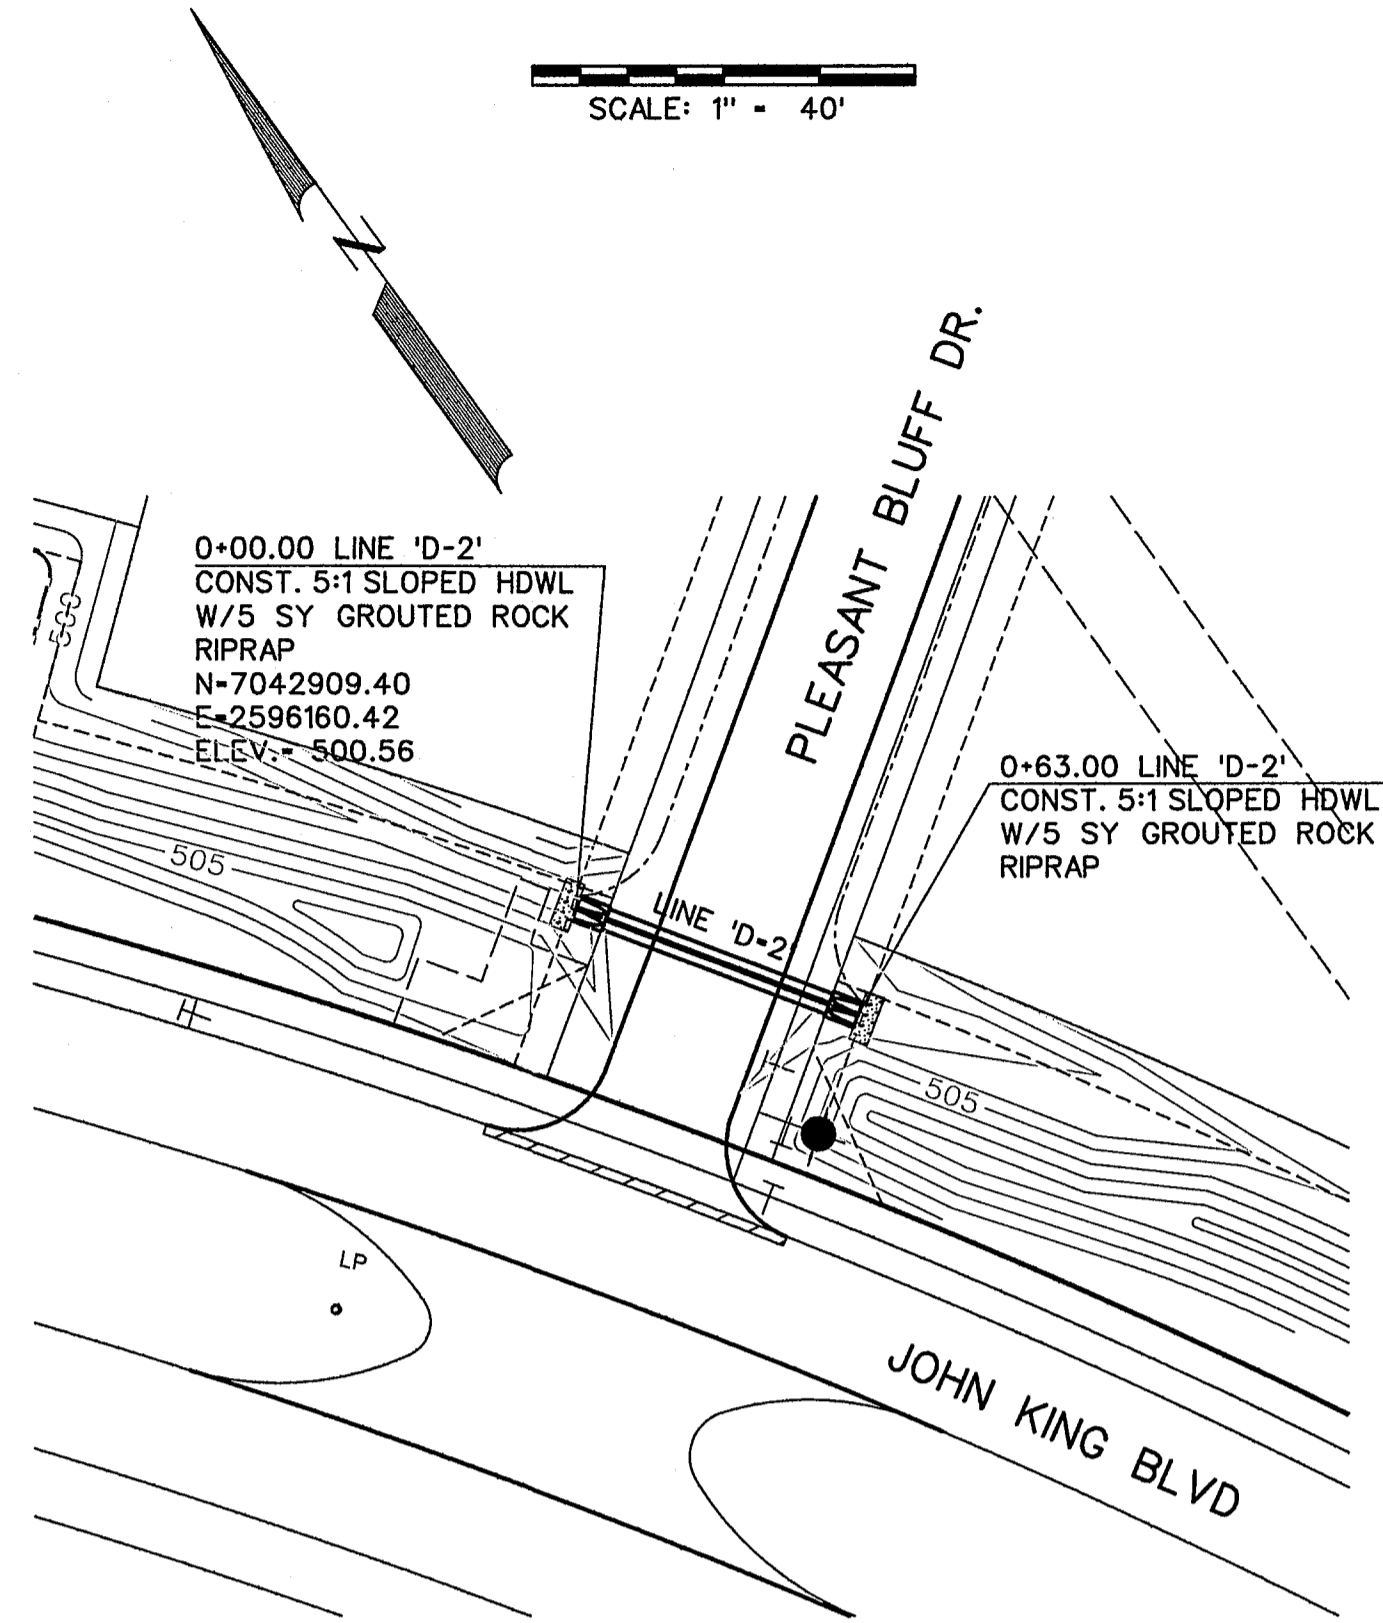 SCALE: 1" = 40'
N
PLEASANT BLUFF DR.
0+00.00 LINE 'D-2'
CONST. 5:1 SLOPED HDWL
W/5 SY GROUTED ROCK
RIPRAP
N=7042909.40
E=2596160.42
ELEV.= 500.56
500
0+63.00 LINE 'D-2'
CONST. 5:1 SLOPED HDWL
W/5 SY GROUTED ROCK
RIPRAP
505
LINE 'D-2'
505
LP
JOHN KING BLVD